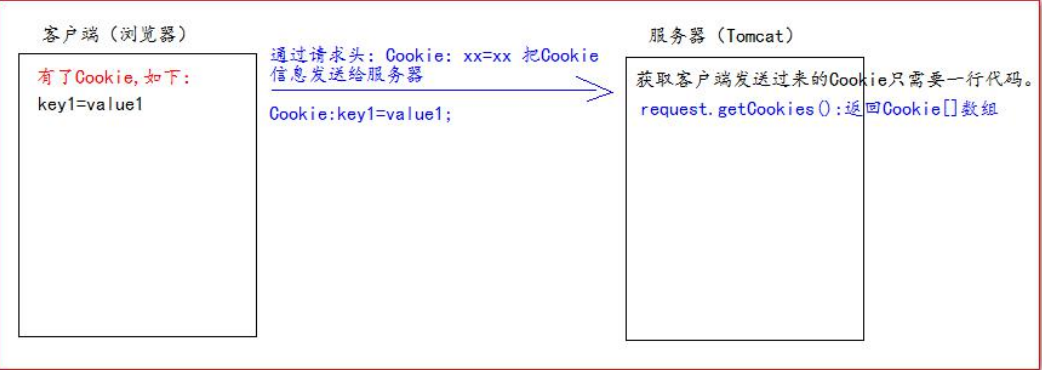 客户端（浏览器）
有了Cookie,如下：
key1=value1
通过请求头：Cookie: xx=xx 把Cookie
信息发送给服务器
Cookie:key1=value1;
服务器（Tomcat）
获取客户端发送过来的Cookie只需要一行代码。
request.getCookies():返回Cookie[]数组